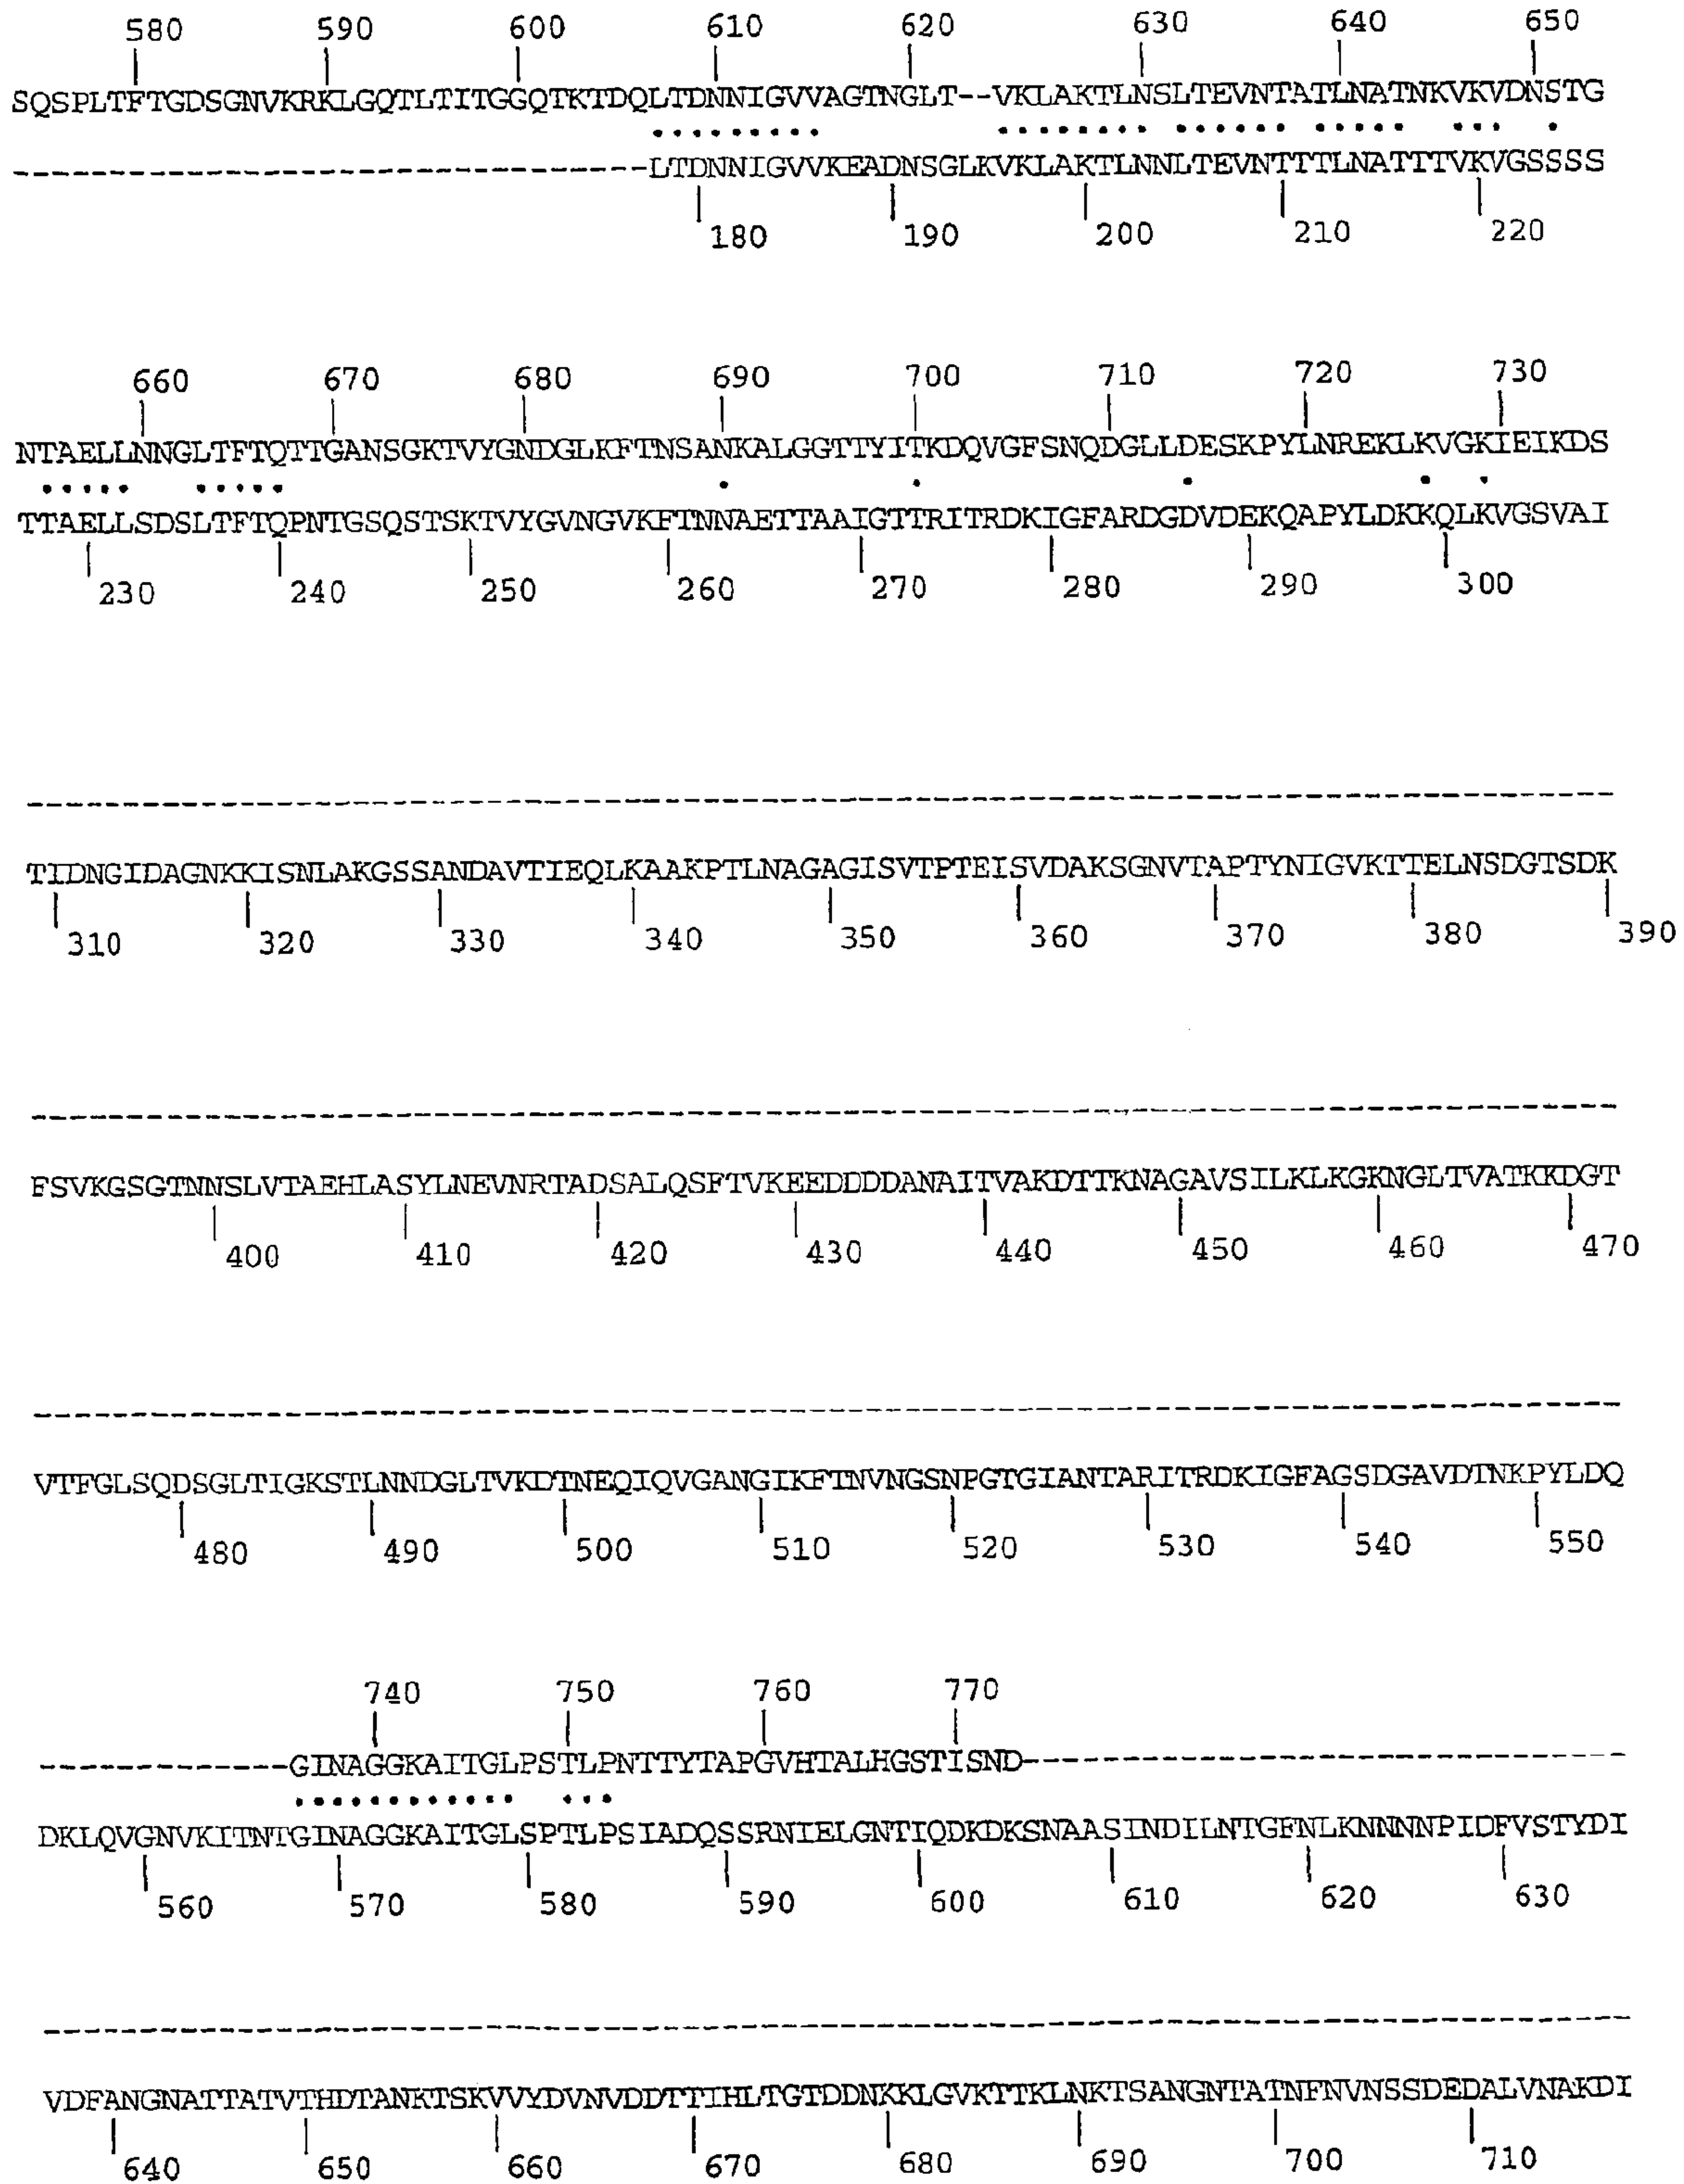 580 590 600 610 620 630 640 650
SQSPLTFTGDSGNVKRKLGQTLTITGGQTKTDQLTDNNIGVVAGTNGLT--VKLAKTLNSLTEVNTATLNATNKVKVDNSTG
---------------------------------LTDNNIGVVKEADNSGLKVKLAKTLNNLTEVNTTTLNATTTVKVGSSSS
180 190 200 210 220
660 670 680 690 700 710 720 730
NTAELLNNGLTFTQTTGANSGKTVYGNDGLKFTNSANKALGGTTYITKDQVGFSNQDGLLDESKPYLNREKLKVGKIEIKDS
TTAELLSDSLTFTQPNTGSQSTSKTVYGVNGVKFTNNAETTAAIGTTRITRDKIGFARDGDVDEKQAPYLDKKQLKVGSVAI
230 240 250 260 270 280 290 300
----------------------------------------------------------------------------------
TIDNGIDAGNKKISNLAKGSSANDAVTIEQLKAAKPTLNAGAGISVTPTEISVDAKSGNVTAPTYNIGVKTTELNSDGTSDK
310 320 330 340 350 360 370 380 390
----------------------------------------------------------------------------------
FSVKGSGTNNSLVTAEHLASYLNEVNRTADSALQSFTVKEEDDDDANAITVAKDTTKNAGAVSILKLKGKNGLTVATKKDGT
400 410 420 430 440 450 460 470
----------------------------------------------------------------------------------
VTFGLSQDSGLTIGKSTLNNDGLTVKDTNEQIQVGANGIKFTNVNGSNPGTGIANTARITRDKIGFAGSDGAVDTNKPYLDQ
480 490 500 510 520 530 540 550
740 750 760 770
-------------GINAGGKAITGLPSTLPNTTYTAPGVHTALHGSTISND-------------------------------
DKLQVGNVKITNTGINAGGKAITGLSPTLPSIADQSSRNIELGNTIQDKDKSNAASINDILNTGFNLKNNNNPIDFVSTYDI
560 570 580 590 600 610 620 630
----------------------------------------------------------------------------------
VDFANGNATTATVTHDTANKTSKVVYDVNVDDTTIHLTGTDDNKKLGVKTTKLNKTSANGNTATNFNVNSSDEDALVNAKDI
640 650 660 670 680 690 700 710